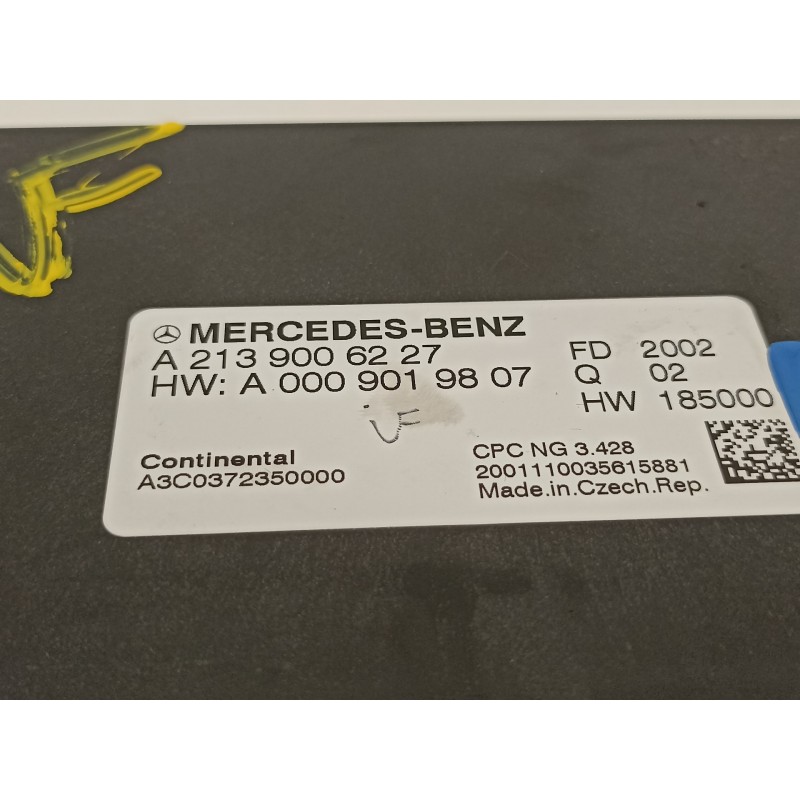 VF
MERCEDES-BENZ
A 213 900 62 27
HW: A 000 901 98 07
FD 2002
Q 02
HW 185000
VF
Continental
A3C0372350000
CPC NG 3.428
2001110035615881
Made.in.Czech.Rep.